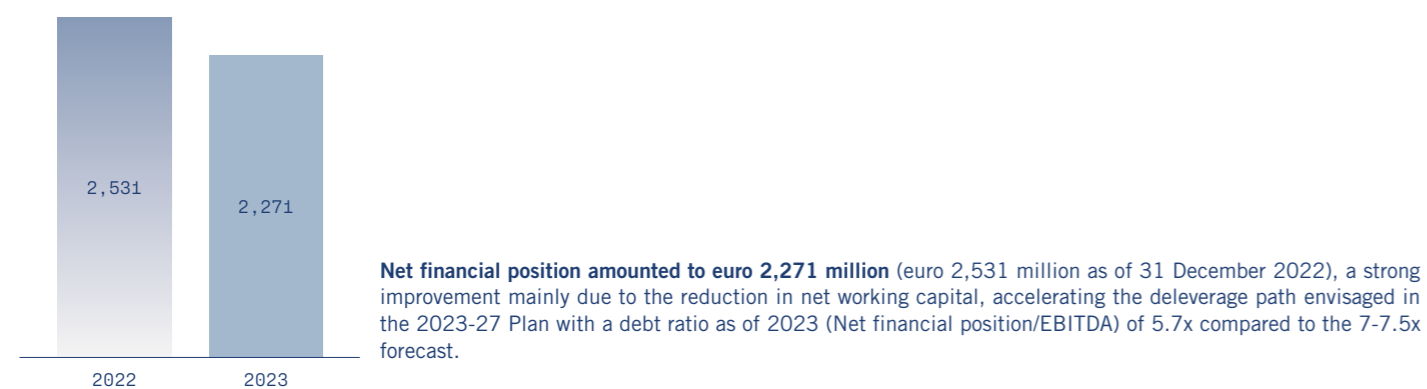 2,531
2,271
2022
2023
Net financial position amounted to euro 2,271 million (euro 2,531 million as of 31 December 2022), a strong
improvement mainly due to the reduction in net working capital, accelerating the deleverage path envisaged in
the 2023-27 Plan with a debt ratio as of 2023 (Net financial position/EBITDA) of 5.7x compared to the 7-7.5x
forecast.